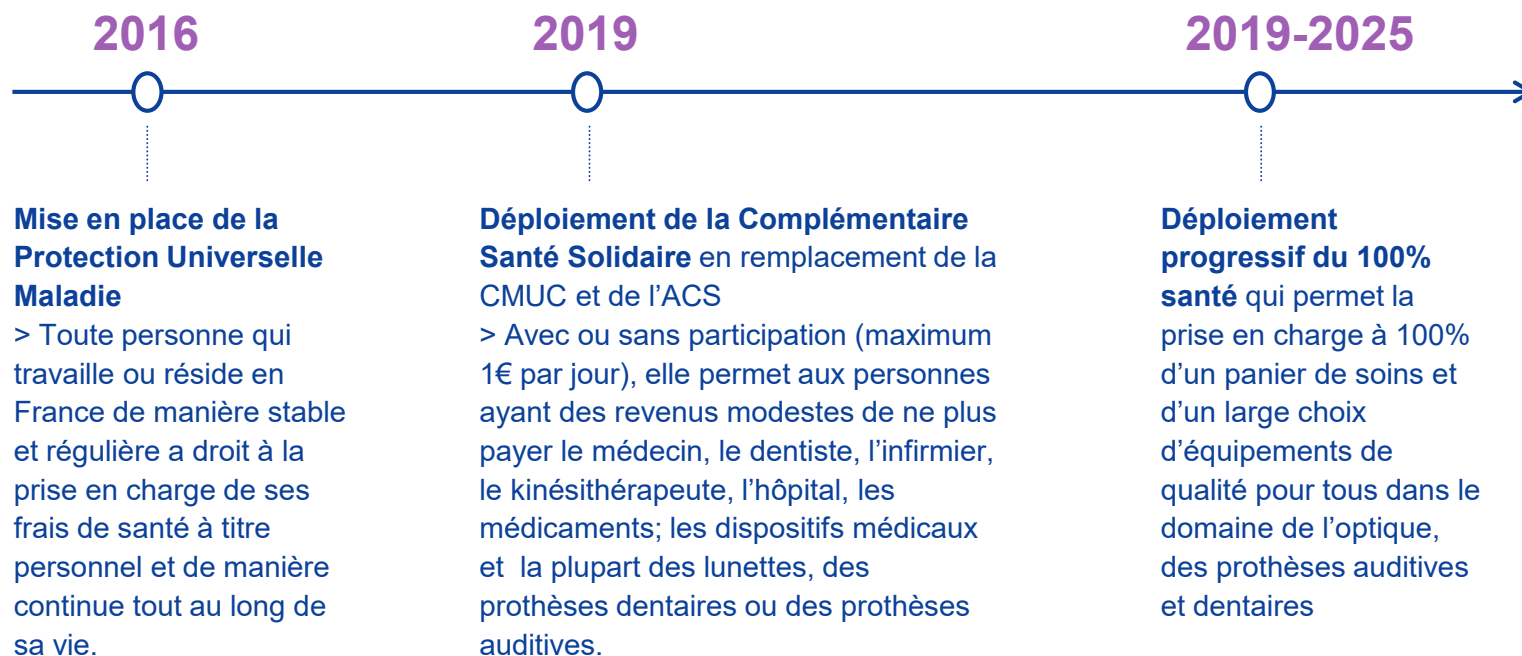 2016
Mise en place de la
Protection Universelle
Maladie
> Toute personne qui
travaille ou réside en
France de manière stable
et régulière a droit à la
prise en charge de ses
frais de santé à titre
personnel et de manière
continue tout au long de
sa vie.
2019
Déploiement de la Complémentaire
Santé Solidaire en remplacement de la
CMUC et de l’ACS
> Avec ou sans participation (maximum
1€ par jour), elle permet aux personnes
ayant des revenus modestes de ne plus
payer le médecin, le dentiste, l’infirmier,
le kinésithérapeute, l’hôpital, les
médicaments; les dispositifs médicaux
et  la plupart des lunettes, des
prothèses dentaires ou des prothèses
auditives.
2019-2025
Déploiement
progressif du 100%
santé qui permet la
prise en charge à 100%
d’un panier de soins et
d’un large choix
d’équipements de
qualité pour tous dans le
domaine de l’optique,
des prothèses auditives
et dentaires